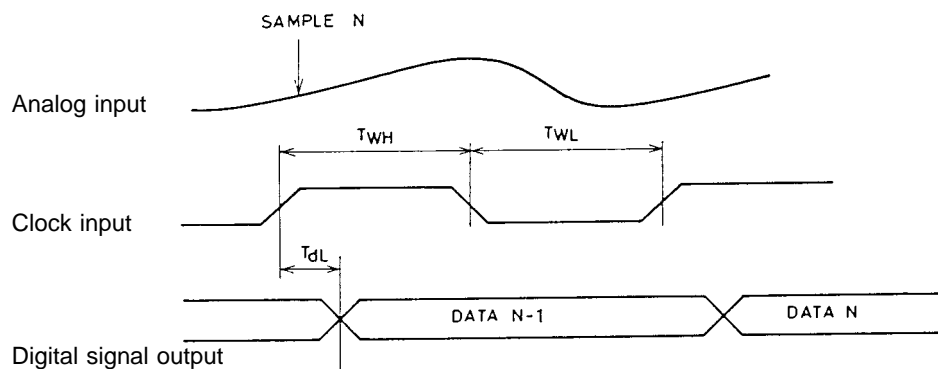 SAMPLE N
Analog input
TWH
TWL
Clock input
TdL
DATA N-1
DATA N
Digital signal output